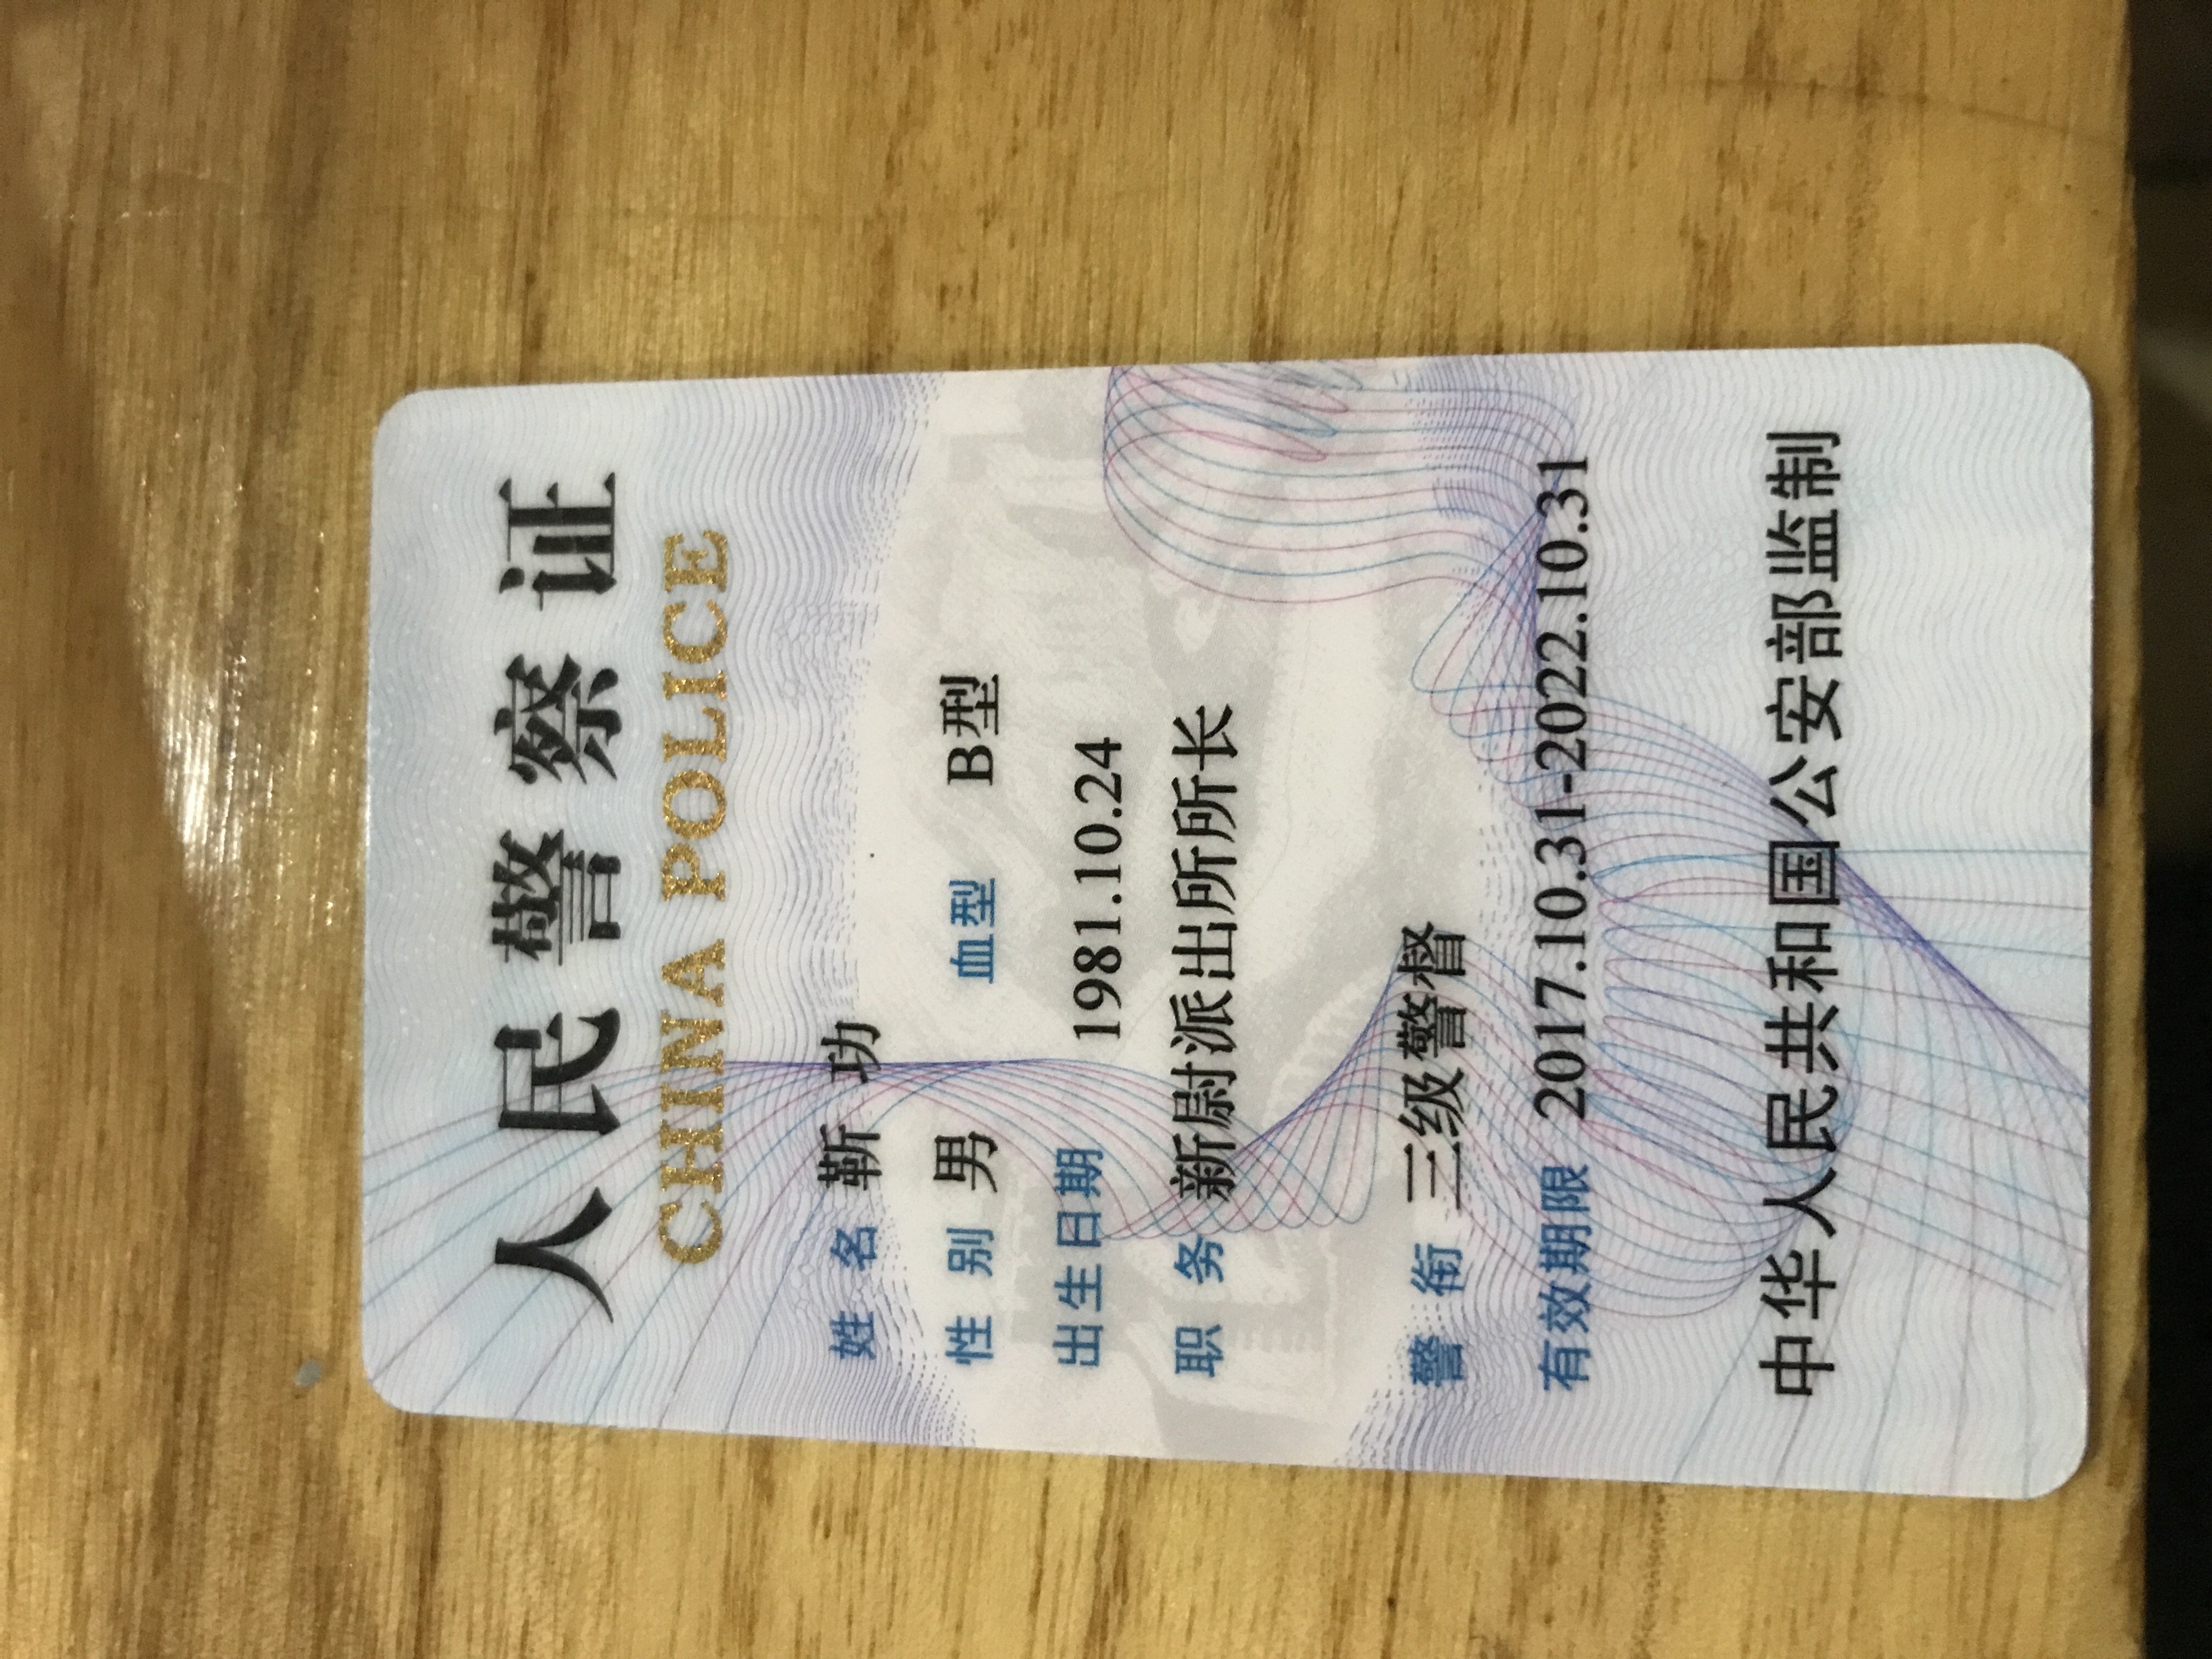 人民警察证
CHINA POLICE
姓 名 靳 功
性 别 男 血型 B型
出生日期 1981.10.24
职 务 新尉派出所所长
警 衔 三级警督
有效期限 2017.10.31-2022.10.31
中华人民共和国公安部监制